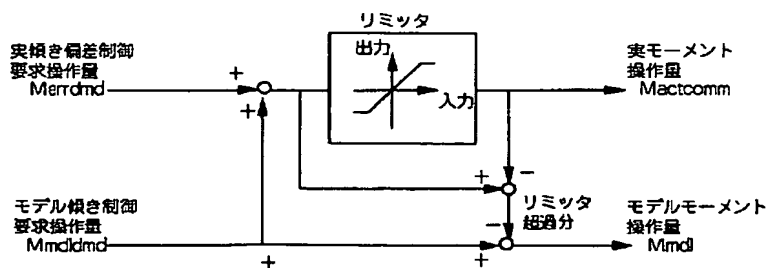 リミッタ
出力
入力
実傾き偏差制御
要求操作量
Merrdmd
+
+
実モーメント
操作量
Mactcomm
+
−
リミッタ
超過分
−
モデル傾き制御
要求操作量
Mmdldmd
+
+
モデルモーメント
操作量
Mmdl